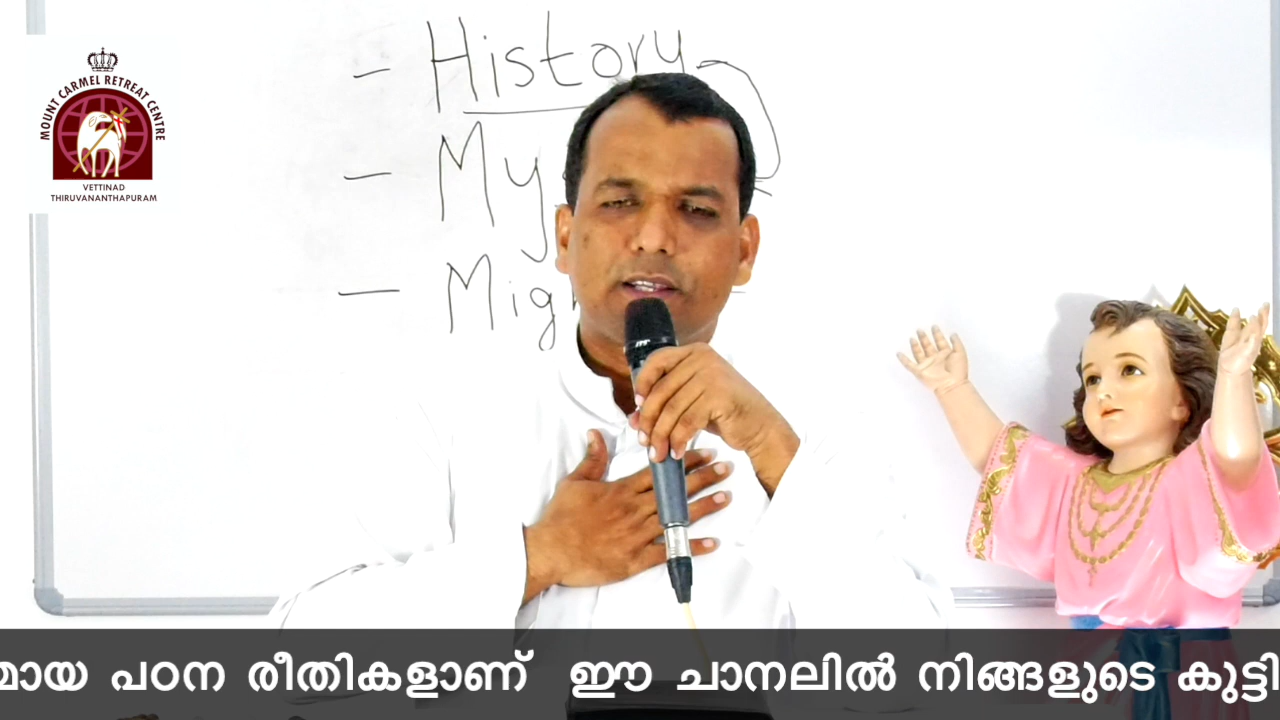 - History
MOUNT CARMEL RETREAT CENTRE
VETTINAD
THIRUVANANTHAPURAM
പഠന രീതികളാണ് ഈ ചാനലിൽ നിങ്ങളുടെ